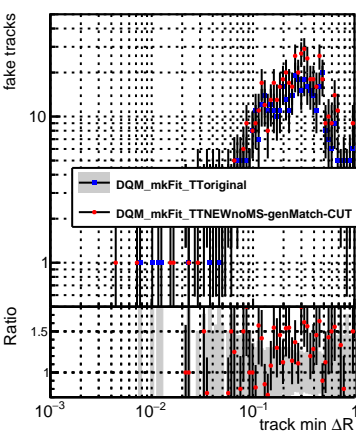 fake tracks
10
DQM_mkFit_TToriginal
DQM_mkFit_TTNEWnoMS-genMatch-CUT
1
Ratio
1.5
1
10−3
10−2
10−1
1
track min ΔR